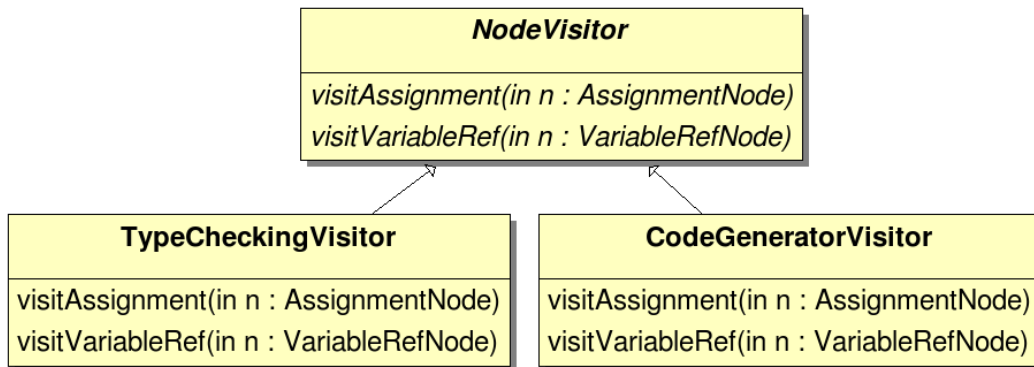 NodeVisitor
visitAssignment(in n : AssignmentNode)
visitVariableRef(in n : VariableRefNode)
TypeCheckingVisitor
visitAssignment(in n : AssignmentNode)
visitVariableRef(in n : VariableRefNode)
CodeGeneratorVisitor
visitAssignment(in n : AssignmentNode)
visitVariableRef(in n : VariableRefNode)